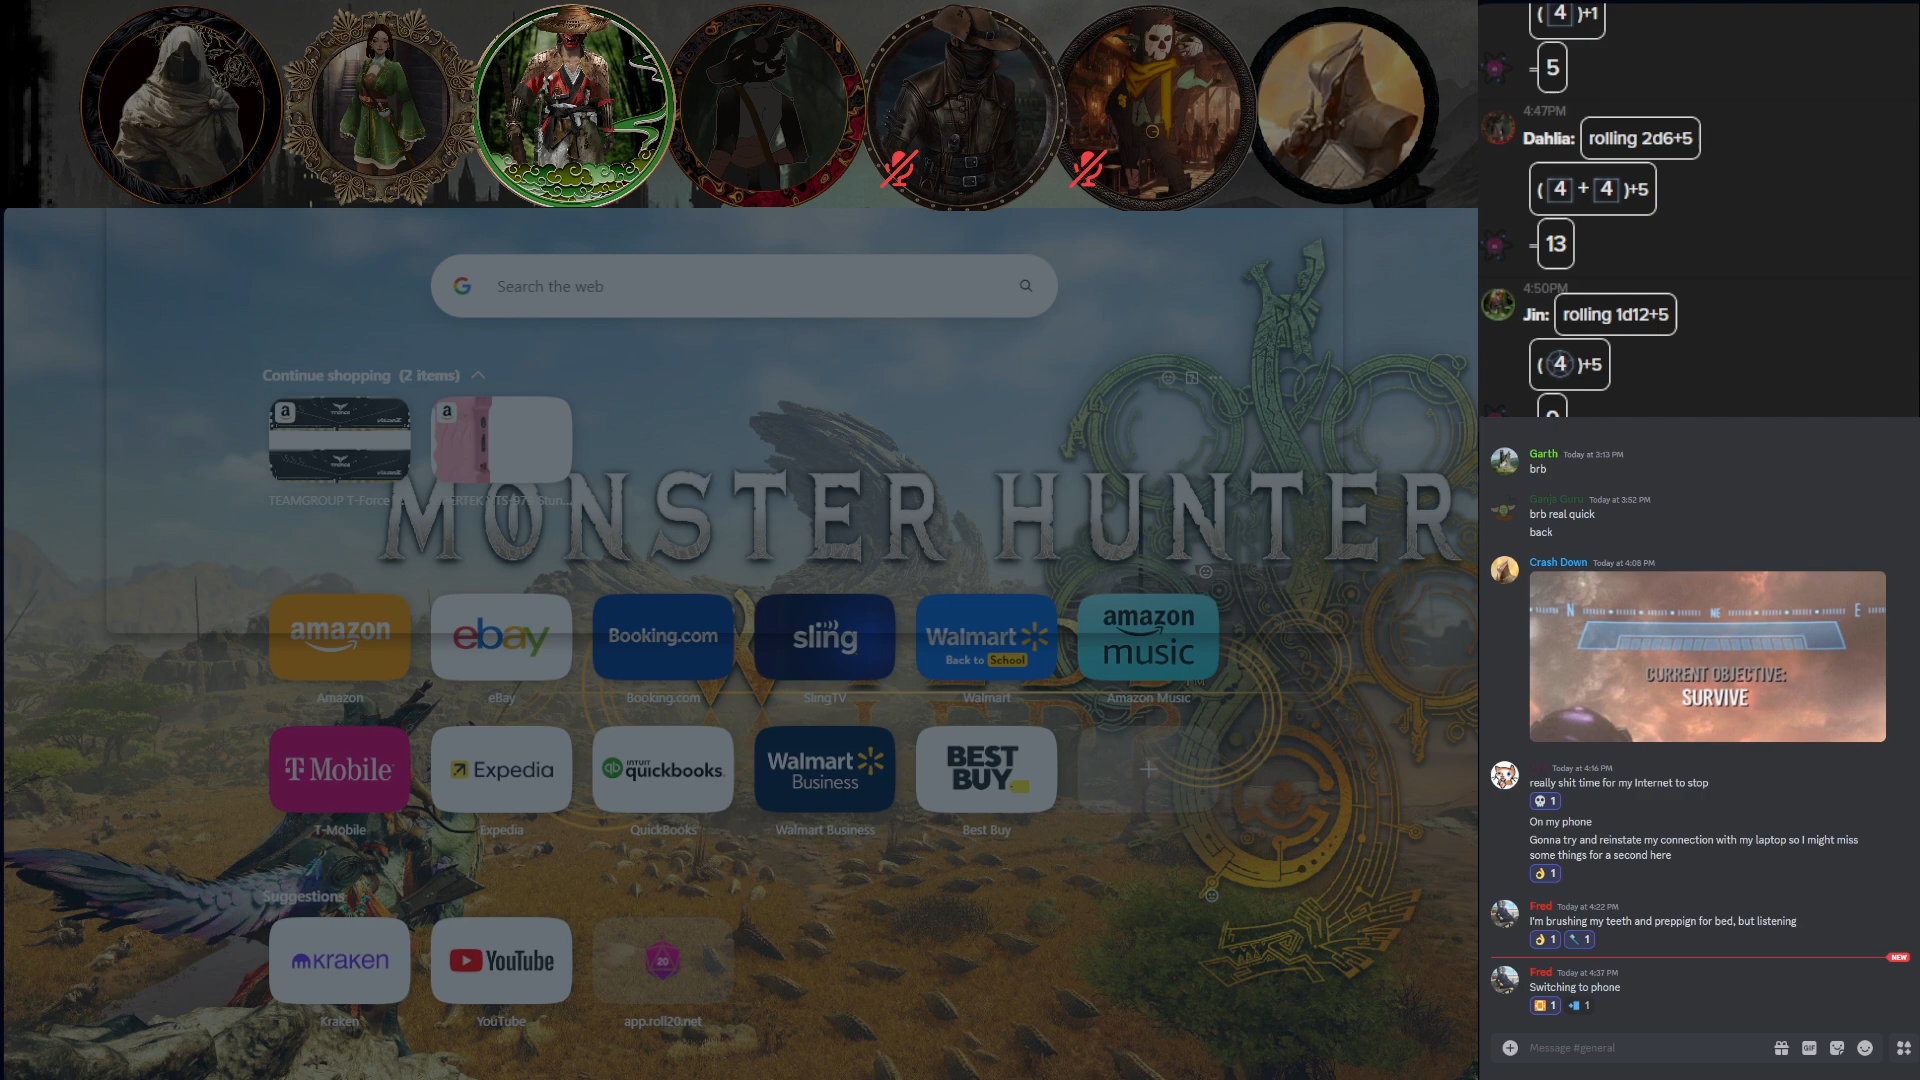 ( 4 )+1
= 5
4:47PM
Dahlia: rolling 2d6+5
( 4 + 4 )+5
= 13
4:50PM
Jin: rolling 1d12+5
( 4 )+5
Search the web
Continue shopping (2 items)
TEAMGROUP T-Force
MONSTER HUNTER
amazon
ebay
Booking.com
sling
Walmart
Back to School
amazon music
Amazon
eBay
Booking.com
SlingTV
Walmart
Amazon Music
T Mobile
Expedia
INTUIT
quickbooks.
Walmart
Business
BEST
BUY
T-Mobile
Expedia
QuickBooks
Walmart Business
Best Buy
Suggestions
kraken
YouTube
20
Kraken
YouTube
app.roll20.net
Garth Today at 3:13 PM
brb
Ganja Guru Today at 3:52 PM
brb real quick
back
Crash Down Today at 4:08 PM
N NE E
CURRENT OBJECTIVE:
SURVIVE
Today at 4:16 PM
really shit time for my Internet to stop
1
On my phone
Gonna try and reinstate my connection with my laptop so I might miss
some things for a second here
1
Fred Today at 4:22 PM
I'm brushing my teeth and preppign for bed, but listening
1 1
NEW
Fred Today at 4:37 PM
Switching to phone
1 1
Message #general
GIF